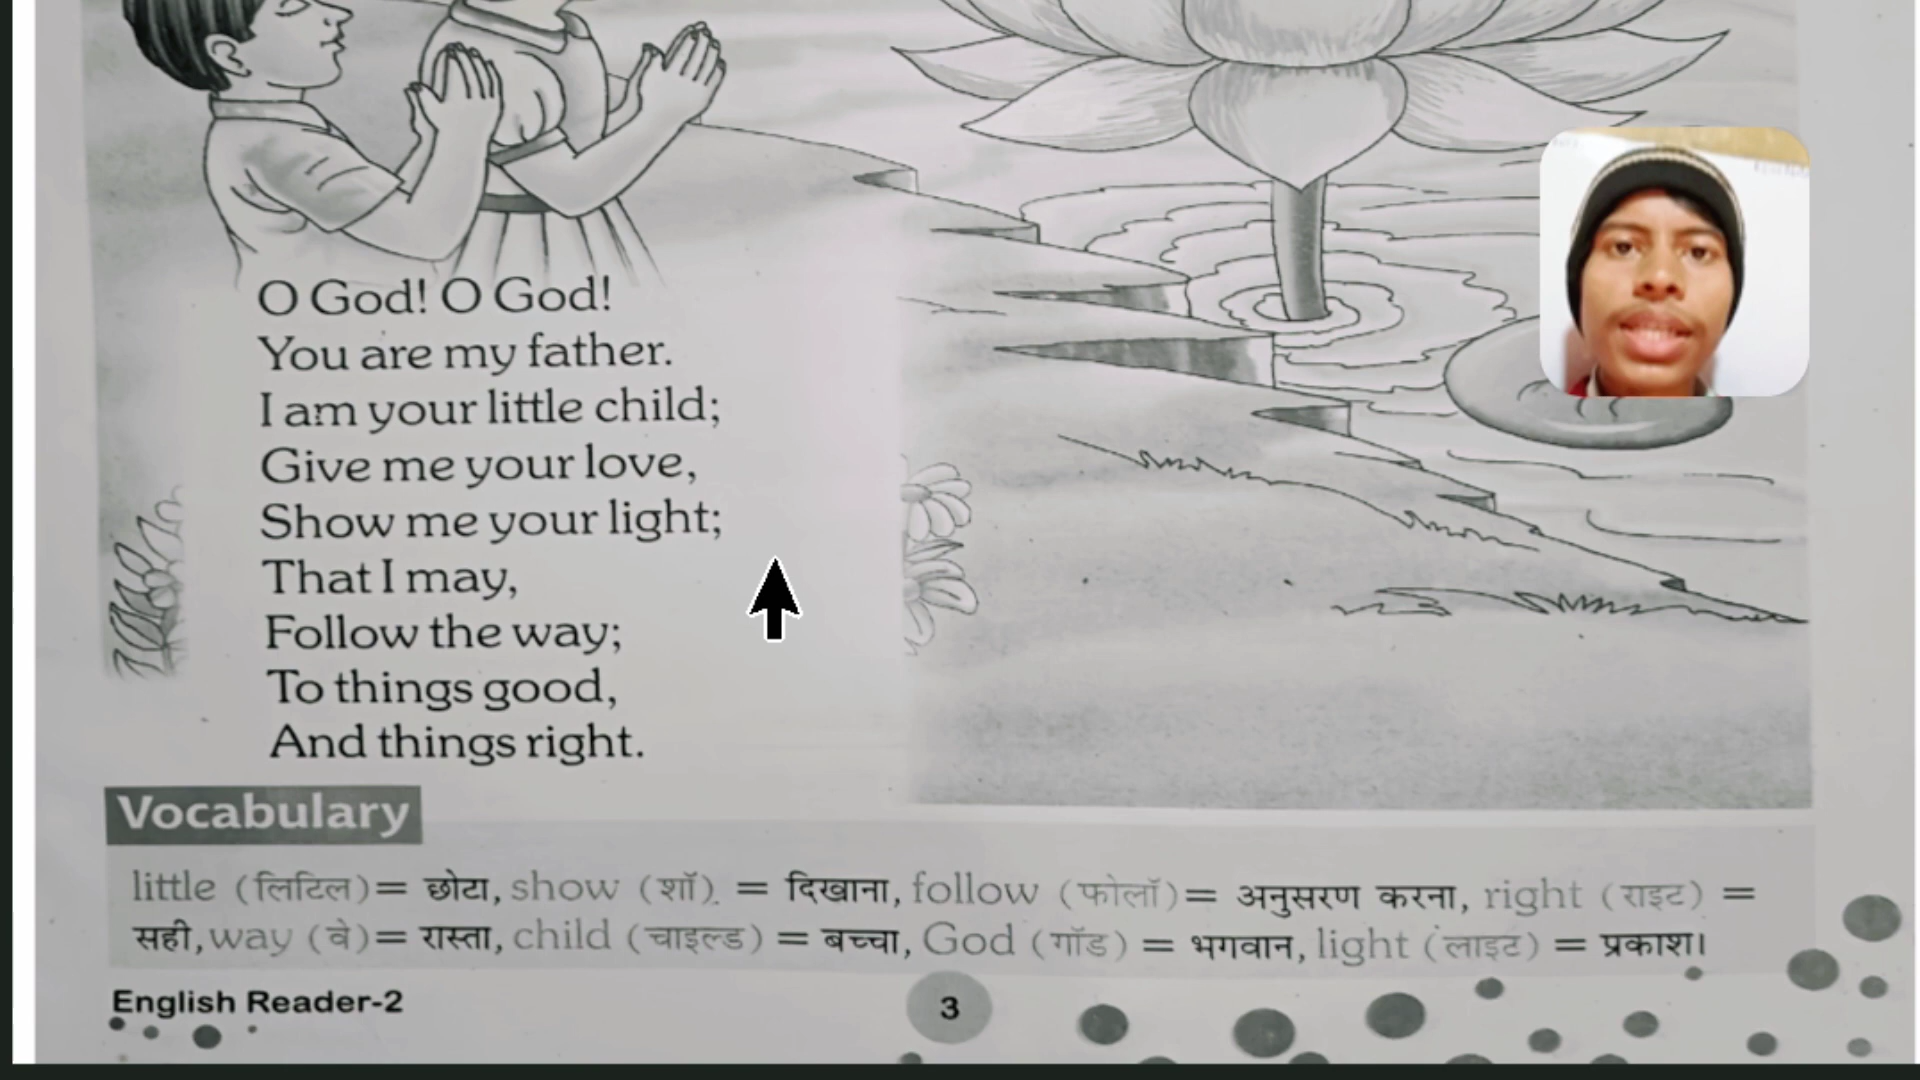 O God! O God!
You are my father.
I am your little child;
Give me your love,
Show me your light;
That I may,
Follow the way;
To things good,
And things right.
Vocabulary
little (लिटिल)= छोटा, show (शॉ) = दिखाना, follow (फोलॉ)= अनुसरण करना, right (राइट) =
सही, way (वे)= रास्ता, child (चाइल्ड) = बच्चा, God (गॉड) = भगवान, light (लाइट) = प्रकाश।
English Reader-2
3